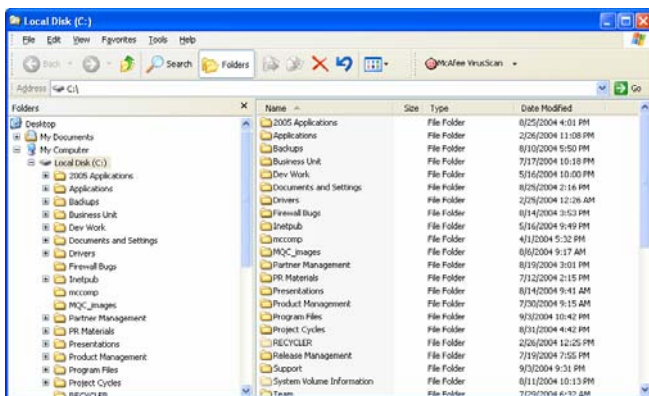 Local Disk (C:)
File Edit View Favorites Tools Help
Back Search Folders McAfee VirusScan
Address C:\ Go
Folders
Desktop
My Documents
My Computer
Local Disk (C:)
2005 Applications
Applications
Backups
Business Unit
Dev Work
Documents and Settings
Drivers
Firewall Bugs
Inetpub
mccomp
MQC_images
Partner Management
PR Materials
Presentations
Product Management
Program Files
Project Cycles
RECYCLER
Name Size Type Date Modified
2005 Applications File Folder 8/25/2004 4:01 PM
Applications File Folder 2/26/2004 11:08 PM
Backups File Folder 8/10/2004 5:50 PM
Business Unit File Folder 7/17/2004 10:18 PM
Dev Work File Folder 5/16/2004 10:00 PM
Documents and Settings File Folder 8/25/2004 2:16 PM
Drivers File Folder 2/25/2004 12:26 AM
Firewall Bugs File Folder 8/14/2004 3:53 PM
Inetpub File Folder 5/16/2004 9:49 PM
mccomp File Folder 4/1/2004 5:32 PM
MQC_images File Folder 8/6/2004 9:17 AM
Partner Management File Folder 8/19/2004 3:01 PM
PR Materials File Folder 7/12/2004 2:15 PM
Presentations File Folder 8/14/2004 9:41 AM
Product Management File Folder 7/30/2004 9:15 AM
Program Files File Folder 9/3/2004 10:42 PM
Project Cycles File Folder 8/31/2004 4:42 PM
RECYCLER File Folder 2/26/2004 12:25 PM
Release Management File Folder 7/19/2004 7:55 PM
Support File Folder 9/3/2004 9:31 PM
System Volume Information File Folder 8/11/2004 10:13 PM
Team File Folder 7/29/2004 6:32 AM